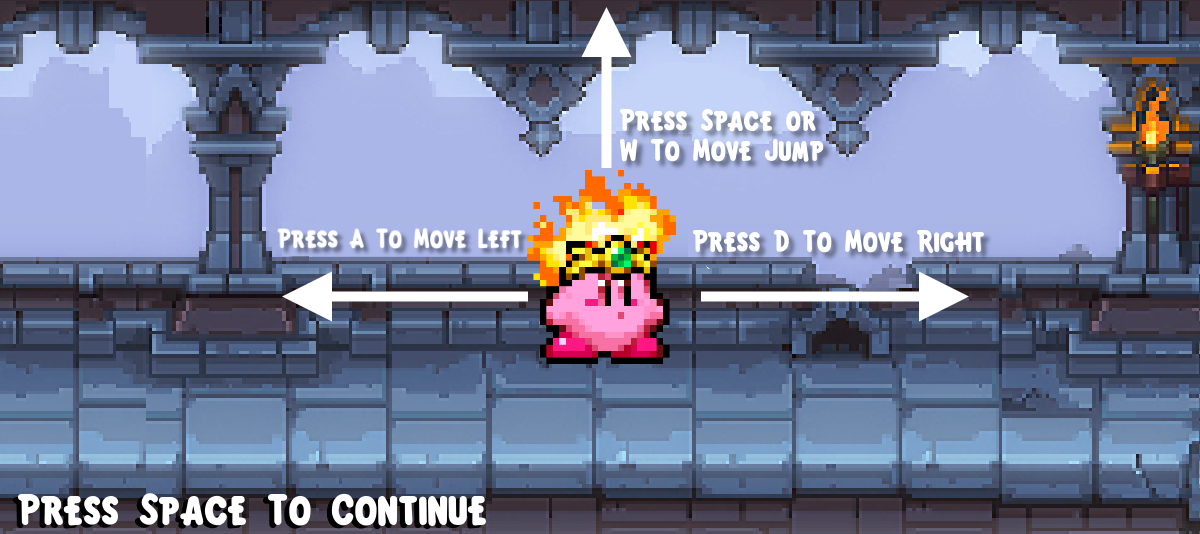 Press Space or
W To Move Jump
Press A To Move Left
Press D To Move Right
Press Space To Continue